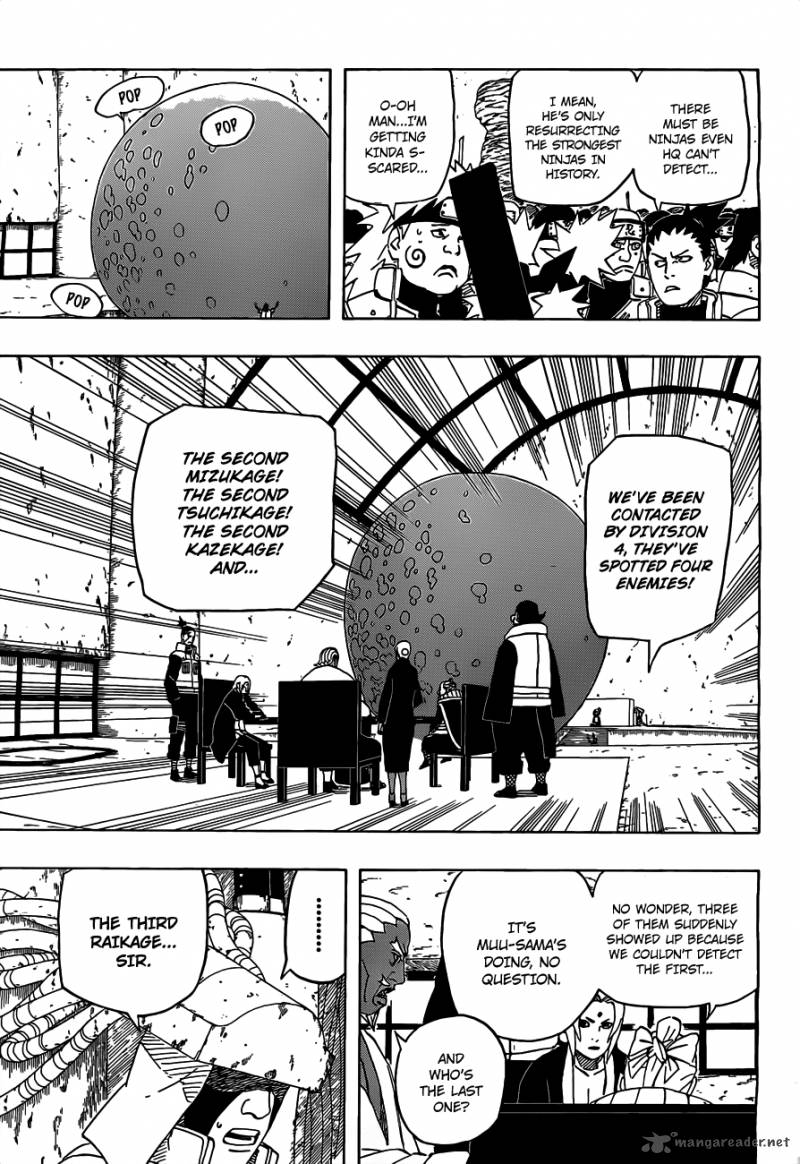 THERE
MUST BE
NINJAS EVEN
HQ CAN'T
DETECT...
I MEAN,
HE'S ONLY
RESURRECTING
THE STRONGEST
NINJAS IN
HISTORY.
O-OH
MAN...I'M
GETTING
KINDA S-
SCARED...
POP
POP
POP
WE'VE BEEN
CONTACTED
BY DIVISION
4, THEY'VE
SPOTTED FOUR
ENEMIES!
THE SECOND
MIZUKAGE!
THE SECOND
TSUCHIKAGE!
THE SECOND
KAZEKAGE!
AND...
NO WONDER, THREE
OF THEM SUDDENLY
SHOWED UP BECAUSE
WE COULDN'T DETECT
THE FIRST...
IT'S
MUU-SAMA'S
DOING, NO
QUESTION.
AND
WHO'S
THE LAST
ONE?
.........
THE THIRD
RAIKAGE...
SIR.
mangareader.net